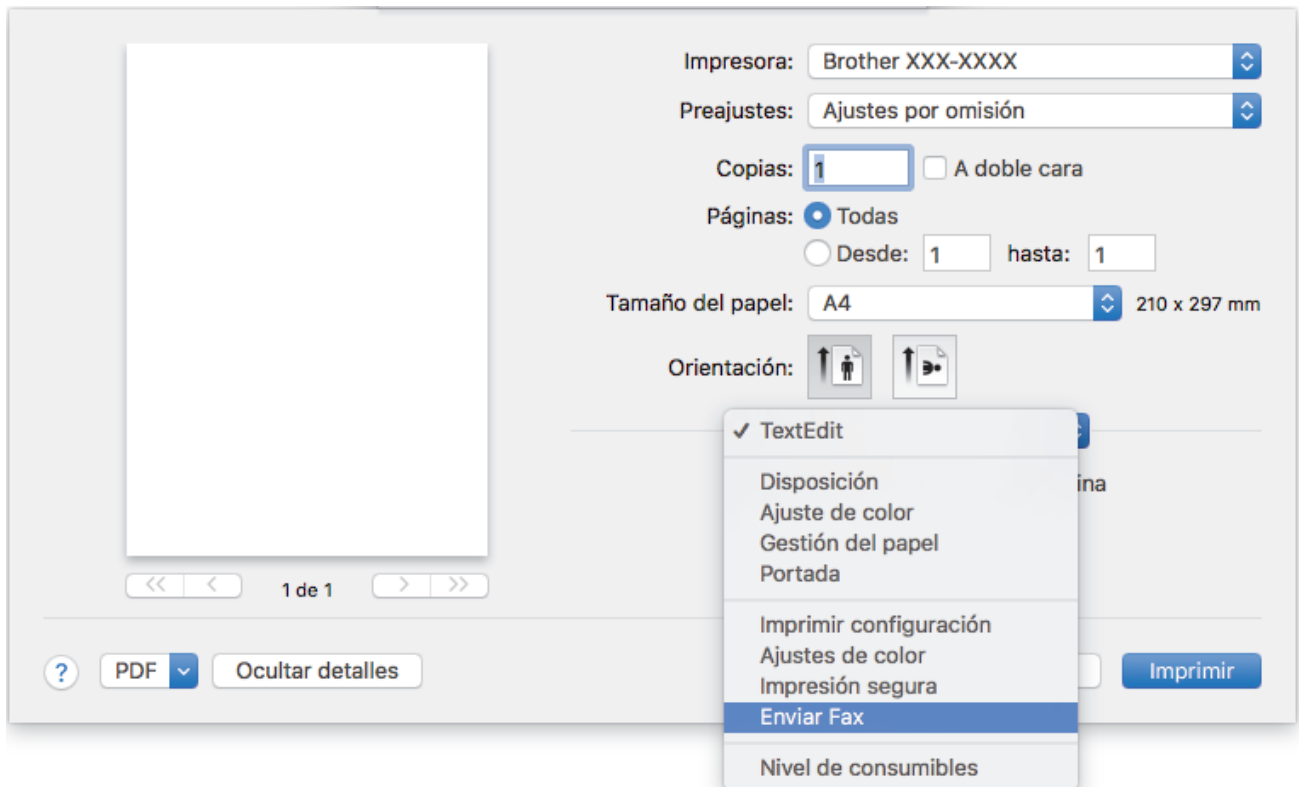 Impresora: Brother XXX-XXXX
Preajustes: Ajustes por omisión
Copias: 1 A doble cara
Páginas: Todas
Desde: 1 hasta: 1
Tamaño del papel: A4 210 x 297 mm
Orientación:
✓ TextEdit
Disposición
ina
Ajuste de color
Gestión del papel
Portada
1 de 1
Imprimir configuración
Ajustes de color
Impresión segura
Enviar Fax
Nivel de consumibles
? PDF Ocultar detalles Imprimir